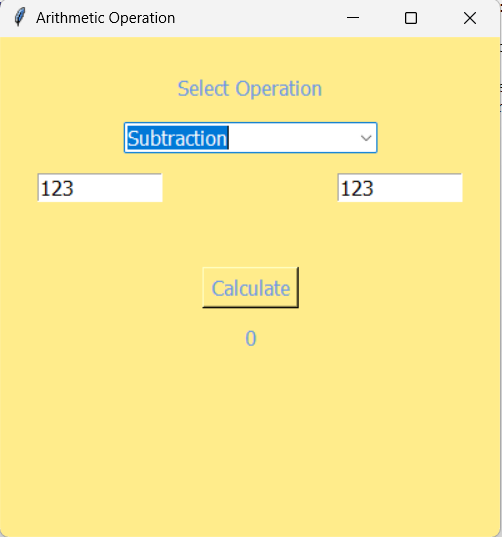 Arithmetic Operation
Select Operation
Subtraction
123 123
Calculate
0